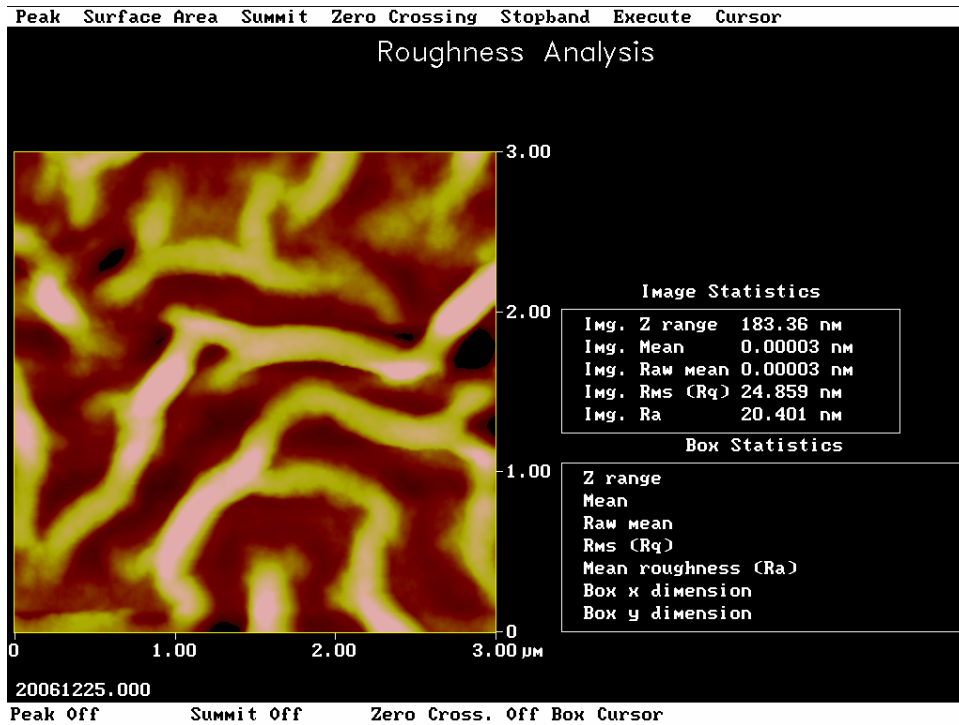 Peak Surface Area Summit Zero Crossing Stopband Execute Cursor
Roughness Analysis
3.00
2.00
1.00
0
0 1.00 2.00 3.00 µm
Image Statistics
Img. Z range 183.36 nm
Img. Mean 0.00003 nm
Img. Raw mean 0.00003 nm
Img. Rms (Rq) 24.859 nm
Img. Ra 20.401 nm
Box Statistics
Z range
Mean
Raw mean
Rms (Rq)
Mean roughness (Ra)
Box x dimension
Box y dimension
20061225.000
Peak Off Summit Off Zero Cross. Off Box Cursor